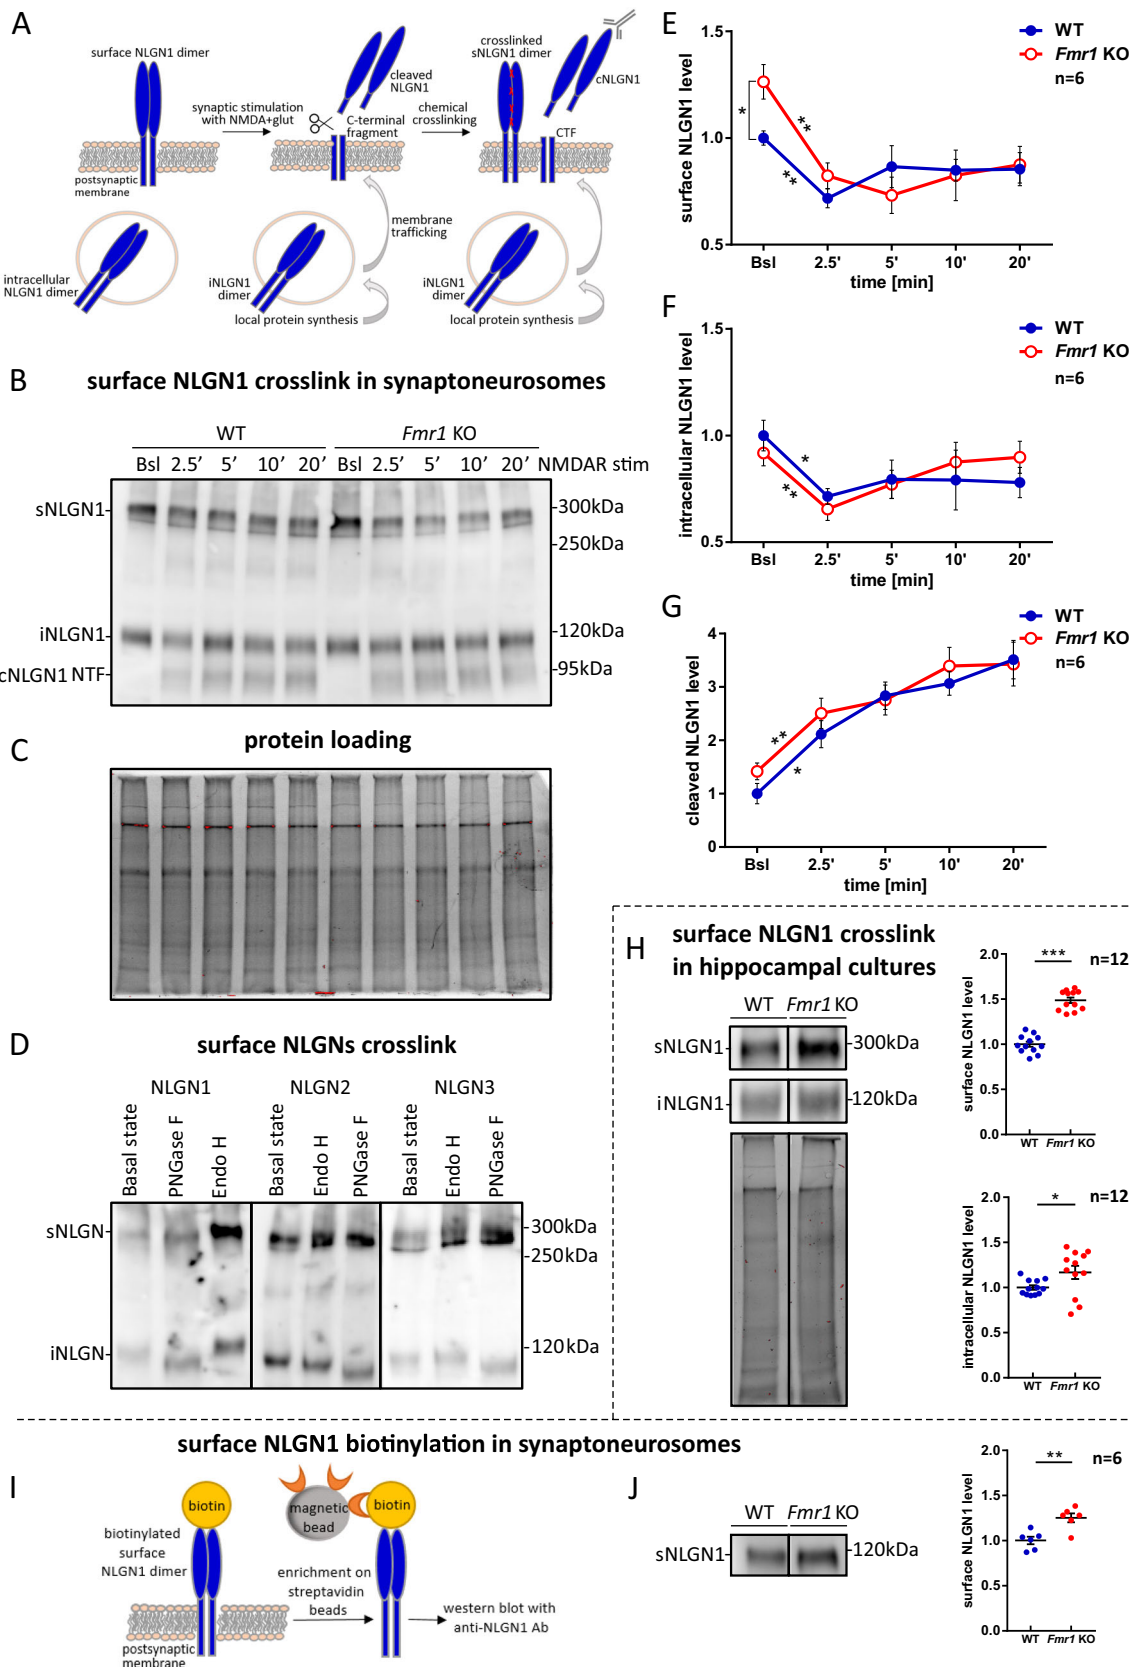 A
surface NLGN1 dimer
synaptic stimulation
with NMDA+glut
cleaved
NLGN1
C-terminal
fragment
chemical
crosslinking
crosslinked
sNLGN1 dimer
cNLGN1
CTF
postsynaptic
membrane
membrane
trafficking
intracellular
NLGN1 dimer
iNLGN1
dimer
local protein synthesis
iNLGN1
dimer
local protein synthesis
B
surface NLGN1 crosslink in synaptoneurosomes
WT
Fmr1 KO
Bsl 2.5’ 5’ 10’ 20’ Bsl 2.5’ 5’ 10’ 20’ NMDAR stim
sNLGN1-
-300kDa
-250kDa
iNLGN1-
-120kDa
cNLGN1 NTF-
-95kDa
C
protein loading
D
surface NLGNs crosslink
NLGN1 NLGN2 NLGN3
Basal state
PNGase F
Endo H
Basal state
Endo H
PNGase F
Basal state
Endo H
PNGase F
sNLGN-
-300kDa
-250kDa
iNLGN-
-120kDa
E
WT
Fmr1 KO
n=6
surface NLGN1 level
1.5
1.0
0.5
*
**
**
Bsl 2.5' 5' 10' 20'
time [min]
F
WT
Fmr1 KO
n=6
intracellular NLGN1 level
1.5
1.0
0.5
*
**
Bsl 2.5' 5' 10' 20'
time [min]
G
WT
Fmr1 KO
n=6
cleaved NLGN1 level
4
3
2
1
0
**
*
Bsl 2.5' 5' 10' 20'
time [min]
H
surface NLGN1 crosslink
in hippocampal cultures
WT Fmr1 KO
sNLGN1-
-300kDa
iNLGN1-
-120kDa
n=12
***
surface NLGN1 level
2.0
1.5
1.0
0.5
0.0
WT Fmr1 KO
n=12
*
intracellular NLGN1 level
2.0
1.5
1.0
0.5
0.0
WT Fmr1 KO
surface NLGN1 biotinylation in synaptoneurosomes
I
biotin
biotinylated
surface
NLGN1 dimer
postsynaptic
membrane
magnetic
bead
biotin
enrichment on
streptavidin
beads
western blot with
anti-NLGN1 Ab
J
WT Fmr1 KO
sNLGN1-
-120kDa
n=6
**
surface NLGN1 level
2.0
1.5
1.0
0.5
0.0
WT Fmr1 KO